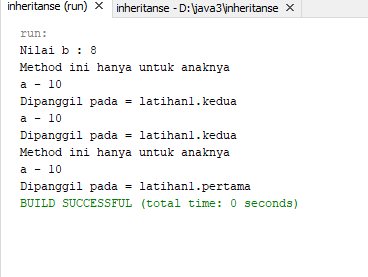 inheritanse (run) ×
inheritanse - D:\java3\inheritanse ×
run:
Nilai b : 8
Method ini hanya untuk anaknya
a - 10
Dipanggil pada = latihan1.kedua
a - 10
Dipanggil pada = latihan1.kedua
Method ini hanya untuk anaknya
a - 10
Dipanggil pada = latihan1.pertama
BUILD SUCCESSFUL (total time: 0 seconds)